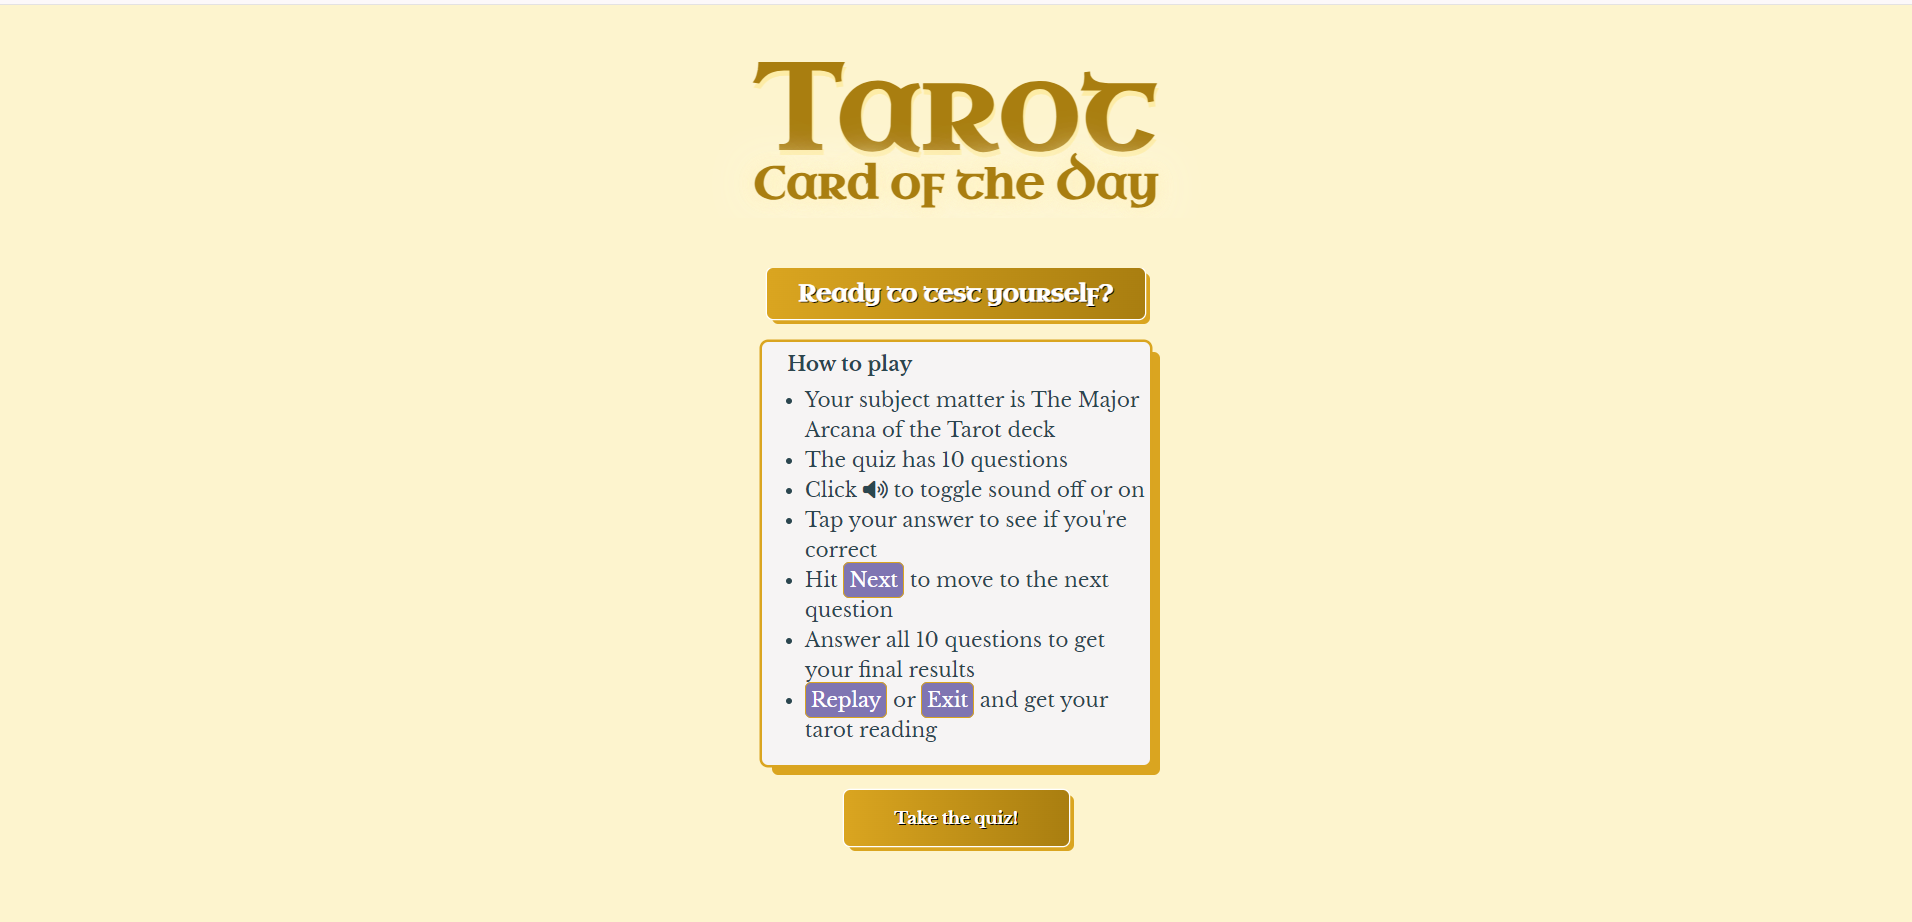 Tarot
Card of the Day
Ready to test yourself?
How to play
Your subject matter is The Major
Arcana of the Tarot deck
The quiz has 10 questions
Click to toggle sound off or on
Tap your answer to see if you're
correct
Hit Next to move to the next
question
Answer all 10 questions to get
your final results
Replay or Exit and get your
tarot reading
Take the quiz!